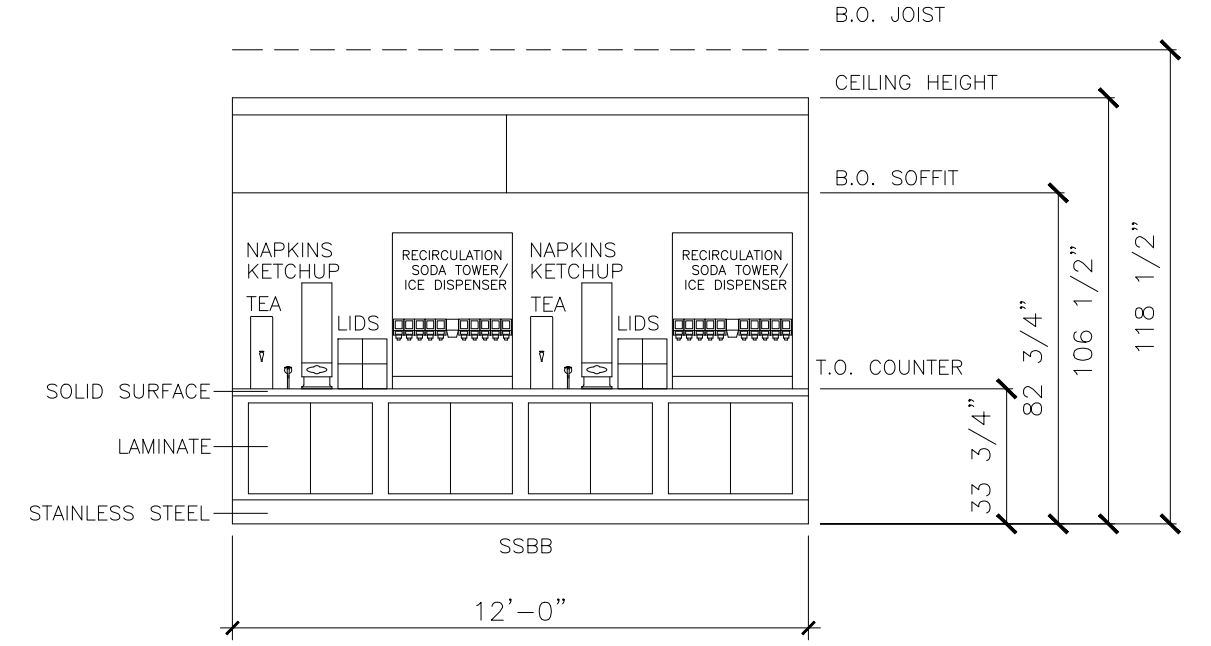 B.O. JOIST
CEILING HEIGHT
B.O. SOFFIT
NAPKINS
KETCHUP
TEA
LIDS
RECIRCULATION
SODA TOWER/
ICE DISPENSER
NAPKINS
KETCHUP
TEA
LIDS
RECIRCULATION
SODA TOWER/
ICE DISPENSER
T.O. COUNTER
33 3/4”
82 3/4”
106 1/2”
118 1/2”
SOLID SURFACE
LAMINATE
STAINLESS STEEL
SSBB
12’-0”